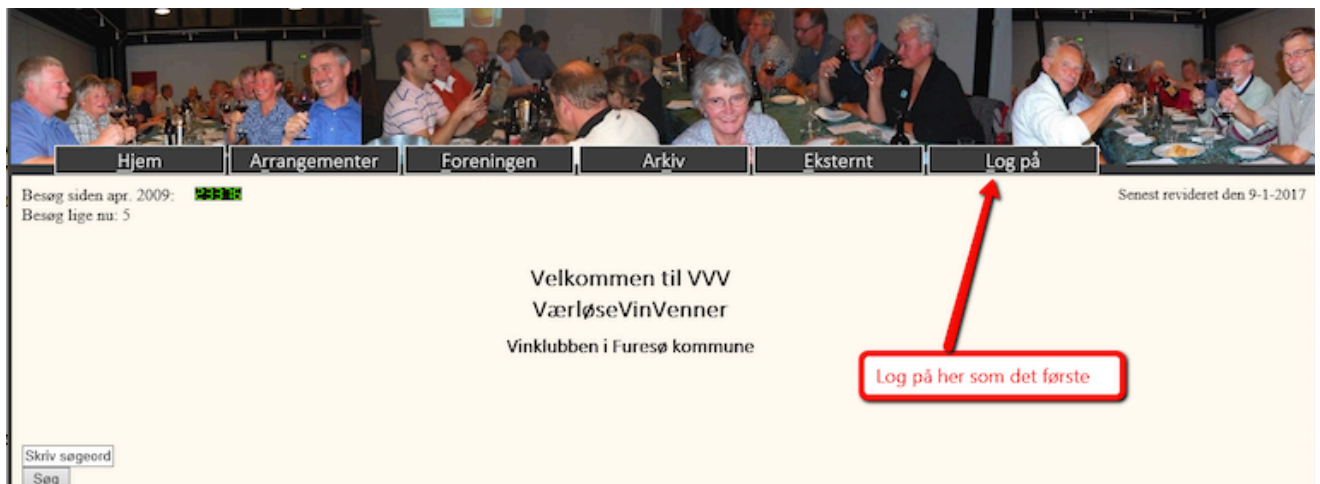 Hjem Arrangementer Foreningen Arkiv Eksternt Log på
Besøg siden apr. 2009: 23376 Senest revideret den 9-1-2017
Besøg lige nu: 5
Velkommen til VVV
VærløseVinVenner
Vinklubben i Furesø kommune
Log på her som det første
Skriv søgeord
Søg